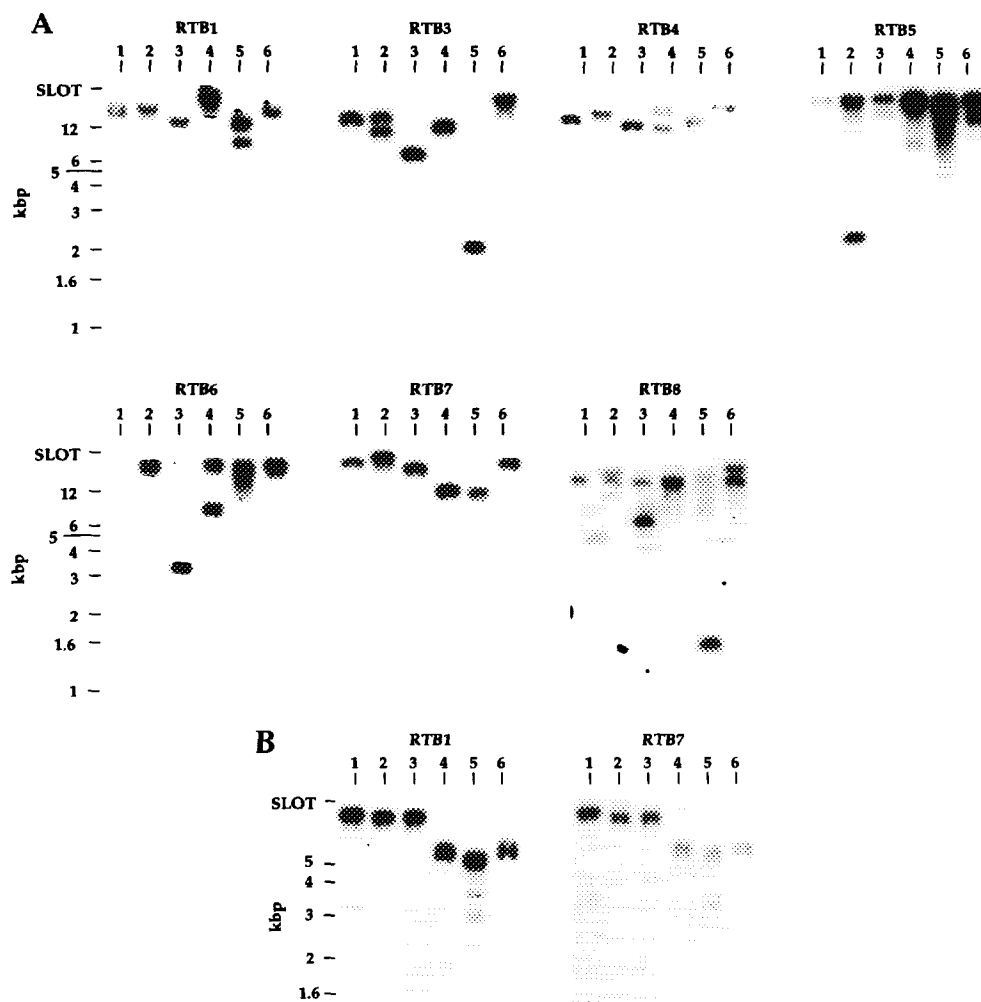 A
RTB1 RTB3 RTB4 RTB5
1 2 3 4 5 6 1 2 3 4 5 6 1 2 3 4 5 6 1 2 3 4 5 6
SLOT
12
6
5
4
3
2
1.6
1
kbp
RTB6 RTB7 RTB8
1 2 3 4 5 6 1 2 3 4 5 6 1 2 3 4 5 6
SLOT
12
6
5
4
3
2
1.6
1
kbp
B
RTB1 RTB7
1 2 3 4 5 6 1 2 3 4 5 6
SLOT
5
4
3
2
1.6
kbp